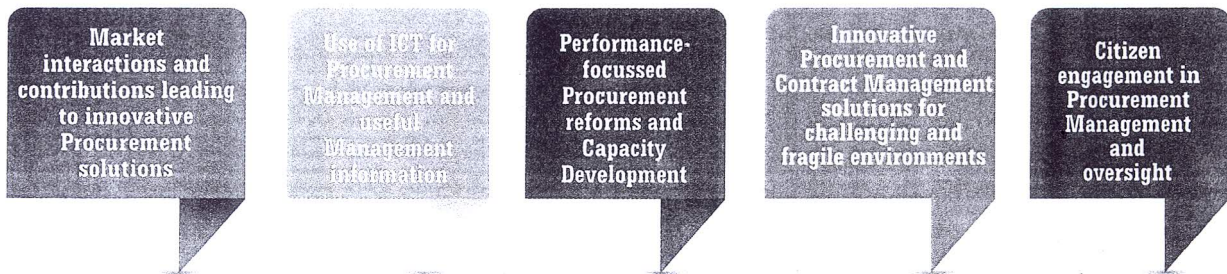 Market
interactions and
contributions leading
to innovative
Procurement
solutions
Use of ICT for
Procurement
Management and
useful
Management
information
Performance-
focussed
Procurement
reforms and
Capacity
Development
Innovative
Procurement and
Contract Management
solutions for
challenging and
fragile environments
Citizen
engagement in
Procurement
Management
and
oversight